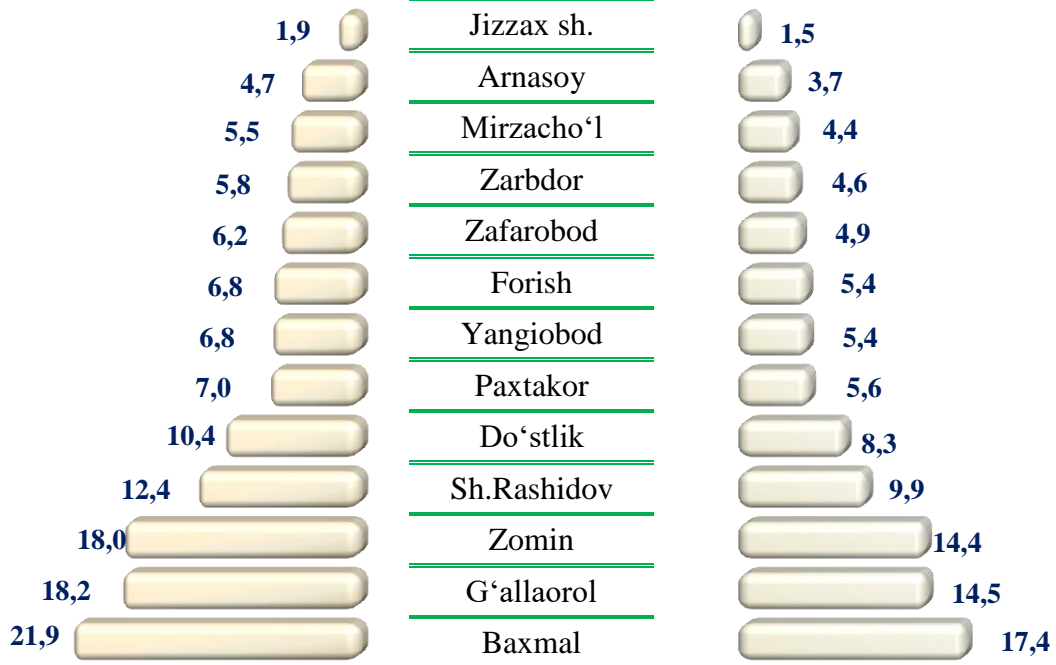 1,9 Jizzax sh. 1,5
4,7 Arnasoy 3,7
5,5 Mirzacho‘l 4,4
5,8 Zarbdor 4,6
6,2 Zafarobod 4,9
6,8 Forish 5,4
6,8 Yangiobod 5,4
7,0 Paxtakor 5,6
10,4 Do‘stlik 8,3
12,4 Sh.Rashidov 9,9
18,0 Zomin 14,4
18,2 G‘allaorol 14,5
21,9 Baxmal 17,4